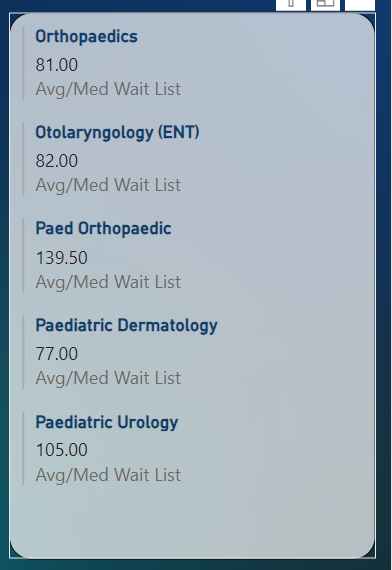 Orthopaedics
81.00
Avg/Med Wait List
Otolaryngology (ENT)
82.00
Avg/Med Wait List
Paed Orthopaedic
139.50
Avg/Med Wait List
Paediatric Dermatology
77.00
Avg/Med Wait List
Paediatric Urology
105.00
Avg/Med Wait List